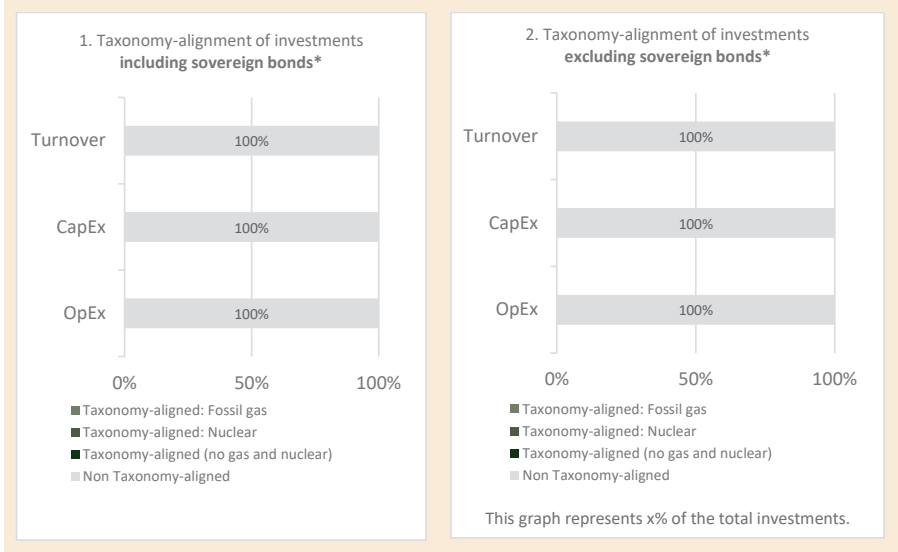 1. Taxonomy-alignment of investments
including sovereign bonds*
Turnover
100%
CapEx
100%
OpEx
100%
0%
50%
100%
Taxonomy-aligned: Fossil gas
Taxonomy-aligned: Nuclear
Taxonomy-aligned (no gas and nuclear)
Non Taxonomy-aligned
2. Taxonomy-alignment of investments
excluding sovereign bonds*
Turnover
100%
CapEx
100%
OpEx
100%
0%
50%
100%
Taxonomy-aligned: Fossil gas
Taxonomy-aligned: Nuclear
Taxonomy-aligned (no gas and nuclear)
Non Taxonomy-aligned
This graph represents x% of the total investments.